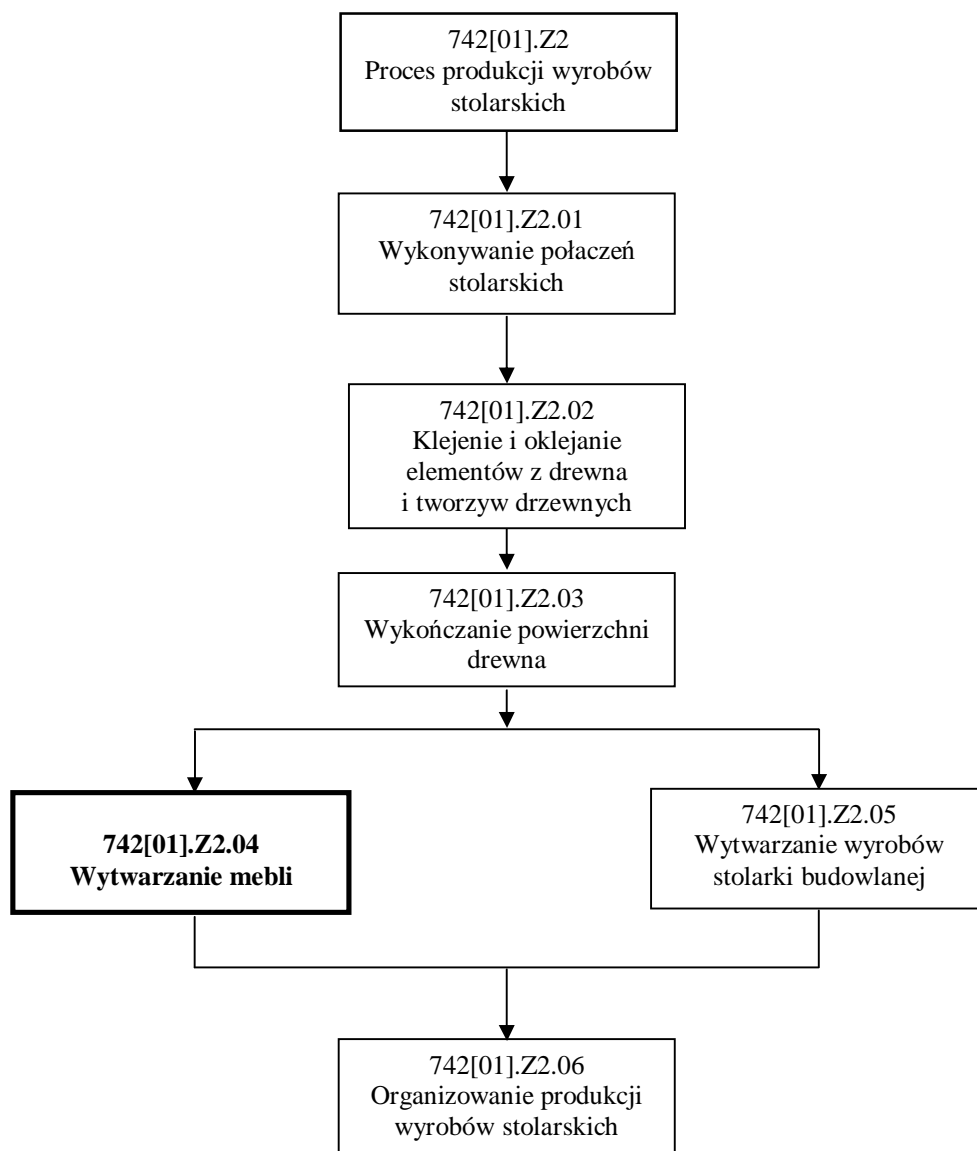 742[01].Z2
Proces produkcji wyrobów
stolarskich
742[01].Z2.01
Wykonywanie połaczeń
stolarskich
742[01].Z2.02
Klejenie i oklejanie
elementów z drewna
i tworzyw drzewnych
742[01].Z2.03
Wykończanie powierzchni
drewna
742[01].Z2.04
Wytwarzanie mebli
742[01].Z2.05
Wytwarzanie wyrobów
stolarki budowlanej
742[01].Z2.06
Organizowanie produkcji
wyrobów stolarskich